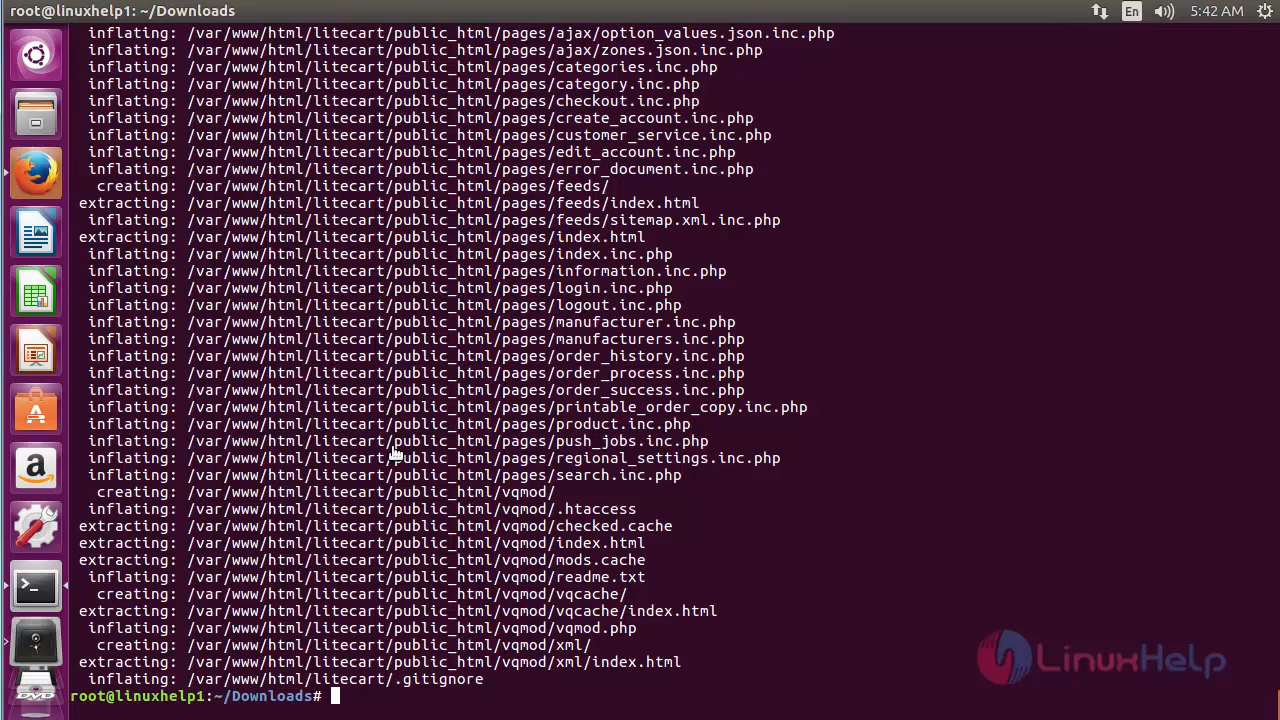 root@linuxhelp1: ~/Downloads
En
5:42 AM
inflating: /var/www/html/litecart/public_html/pages/ajax/option_values.json.inc.php
inflating: /var/www/html/litecart/public_html/pages/ajax/zones.json.inc.php
inflating: /var/www/html/litecart/public_html/pages/categories.inc.php
inflating: /var/www/html/litecart/public_html/pages/category.inc.php
inflating: /var/www/html/litecart/public_html/pages/checkout.inc.php
inflating: /var/www/html/litecart/public_html/pages/create_account.inc.php
inflating: /var/www/html/litecart/public_html/pages/customer_service.inc.php
inflating: /var/www/html/litecart/public_html/pages/edit_account.inc.php
inflating: /var/www/html/litecart/public_html/pages/error_document.inc.php
creating: /var/www/html/litecart/public_html/pages/feeds/
extracting: /var/www/html/litecart/public_html/pages/feeds/index.html
inflating: /var/www/html/litecart/public_html/pages/feeds/sitemap.xml.inc.php
extracting: /var/www/html/litecart/public_html/pages/index.html
inflating: /var/www/html/litecart/public_html/pages/index.inc.php
inflating: /var/www/html/litecart/public_html/pages/information.inc.php
inflating: /var/www/html/litecart/public_html/pages/login.inc.php
inflating: /var/www/html/litecart/public_html/pages/logout.inc.php
inflating: /var/www/html/litecart/public_html/pages/manufacturer.inc.php
inflating: /var/www/html/litecart/public_html/pages/manufacturers.inc.php
inflating: /var/www/html/litecart/public_html/pages/order_history.inc.php
inflating: /var/www/html/litecart/public_html/pages/order_process.inc.php
inflating: /var/www/html/litecart/public_html/pages/order_success.inc.php
inflating: /var/www/html/litecart/public_html/pages/printable_order_copy.inc.php
inflating: /var/www/html/litecart/public_html/pages/product.inc.php
inflating: /var/www/html/litecart/public_html/pages/push_jobs.inc.php
inflating: /var/www/html/litecart/public_html/pages/regional_settings.inc.php
inflating: /var/www/html/litecart/public_html/pages/search.inc.php
creating: /var/www/html/litecart/public_html/vqmod/
inflating: /var/www/html/litecart/public_html/vqmod/.htaccess
extracting: /var/www/html/litecart/public_html/vqmod/checked.cache
extracting: /var/www/html/litecart/public_html/vqmod/index.html
extracting: /var/www/html/litecart/public_html/vqmod/mods.cache
inflating: /var/www/html/litecart/public_html/vqmod/readme.txt
creating: /var/www/html/litecart/public_html/vqmod/vqcache/
extracting: /var/www/html/litecart/public_html/vqmod/vqcache/index.html
inflating: /var/www/html/litecart/public_html/vqmod/vqmod.php
creating: /var/www/html/litecart/public_html/vqmod/xml/
extracting: /var/www/html/litecart/public_html/vqmod/xml/index.html
inflating: /var/www/html/litecart/.gitignore
root@linuxhelp1:~/Downloads#
LinuxHelp
DVD